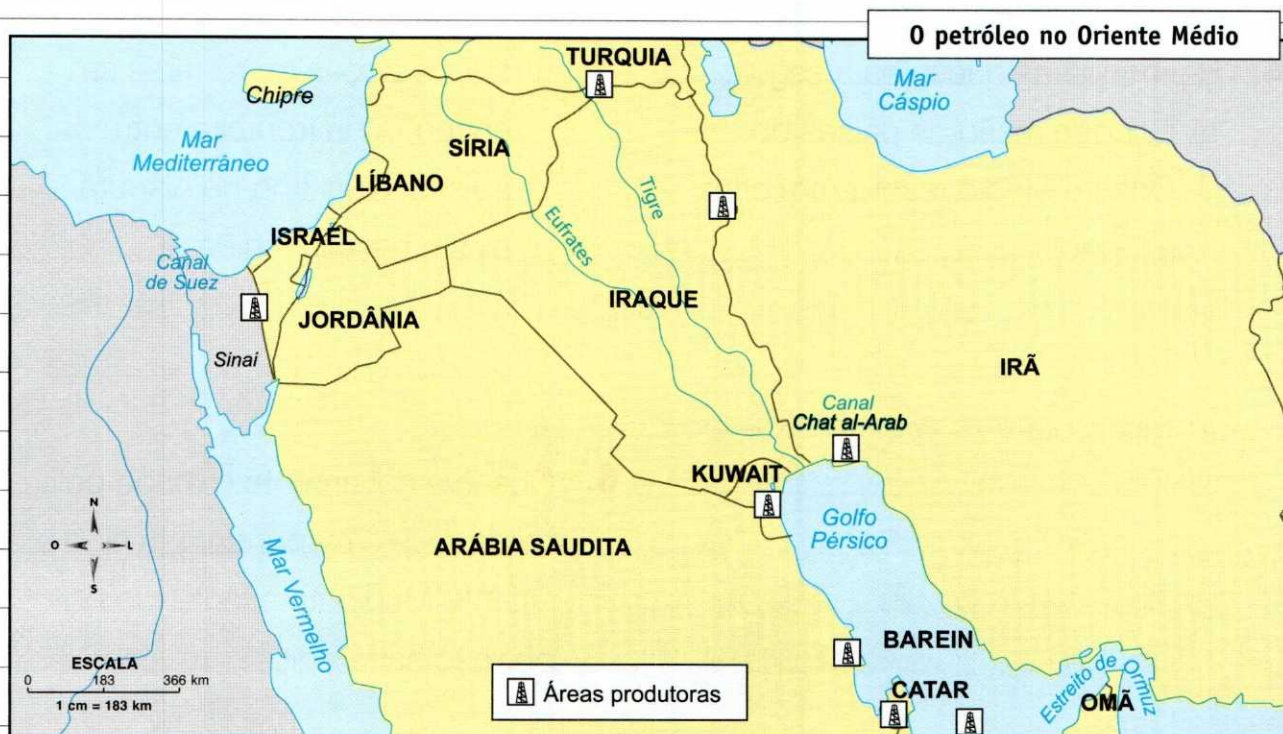 O petróleo no Oriente Médio
TURQUIA
Chipre
Mar
Cáspio
Mar
Mediterrâneo
SÍRIA
LÍBANO
Tigre
Eufrates
ISRAEL
Canal
de Suez
IRAQUE
JORDÂNIA
Sinai
IRÃ
Canal
Chat al-Arab
KUWAIT
Golfo
Pérsico
N
O
L
S
ARÁBIA SAUDITA
Mar Vermelho
BAREIN
ESCALA
0 183 366 km
1 cm = 183 km
Áreas produtoras
CATAR
Estreito de Ormuz
OMÃ